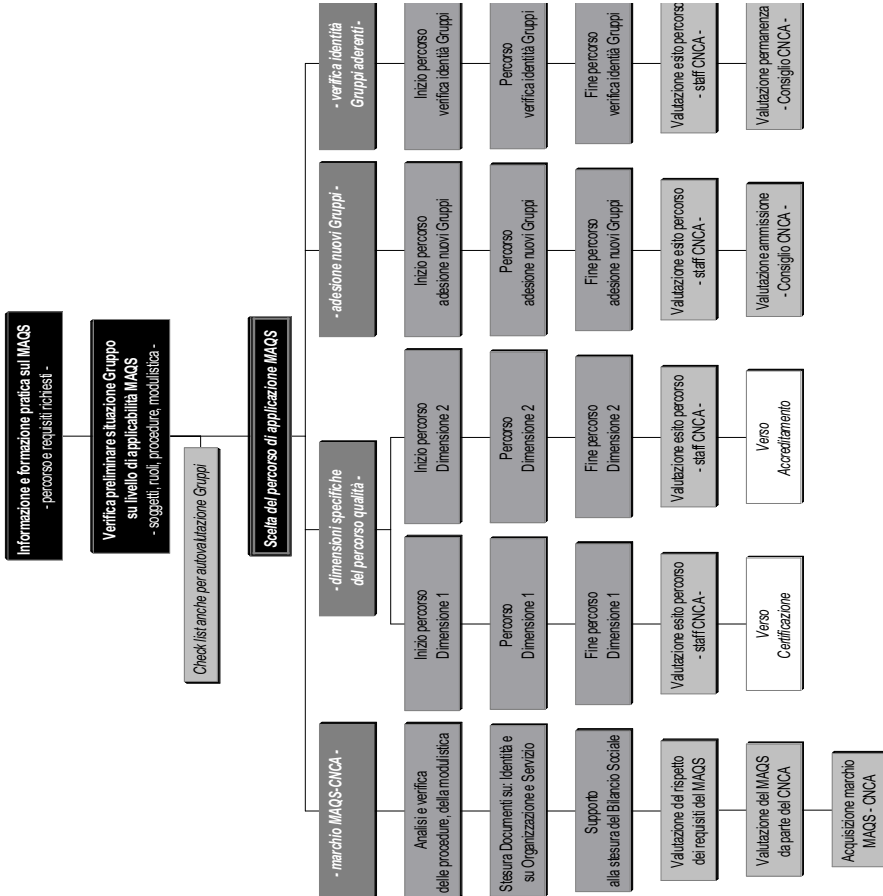 Informazione e formazione pratica sul MAQS
- percorso e requisiti richiesti -
Verifica preliminare situazione Gruppo
su livello di applicabilità MAQS
- soggetti, ruoli, procedure, modulistica -
Check list anche per autovalutazione Gruppi
Scelta del percorso di applicazione MAQS
- marchio MAQS-CNCA -
Analisi e verifica
delle procedure, della modulistica
Stesura Documenti su: Identità e
su Organizzazione e Servizio
Supporto
alla stesura del Bilancio Sociale
Valutazione del rispetto
dei requisiti del MAQS
Valutazione del MAQS
da parte del CNCA
Acquisizione marchio
MAQS - CNCA
- dimensioni specifiche
del percorso qualità -
Inizio percorso
Dimensione 1
Percorso
Dimensione 1
Fine percorso
Dimensione 1
Valutazione esito percorso
- staff CNCA-
Verso
Certificazione
Inizio percorso
Dimensione 2
Percorso
Dimensione 2
Fine percorso
Dimensione 2
Valutazione esito percorso
- staff CNCA -
Verso
Accreditamento
- adesione nuovi Gruppi -
Inizio percorso
adesione nuovi Gruppi
Percorso
adesione nuovi Gruppi
Fine percorso
adesione nuovi Gruppi
Valutazione esito percorso
- staff CNCA -
Valutazione ammissione
- Consiglio CNCA -
- verifica identità
Gruppi aderenti -
Inizio percorso
verifica identità Gruppi
Percorso
verifica identità Gruppi
Fine percorso
verifica identità Gruppi
Valutazione esito percorso
- staff CNCA -
Valutazione permanenza
- Consiglio CNCA -